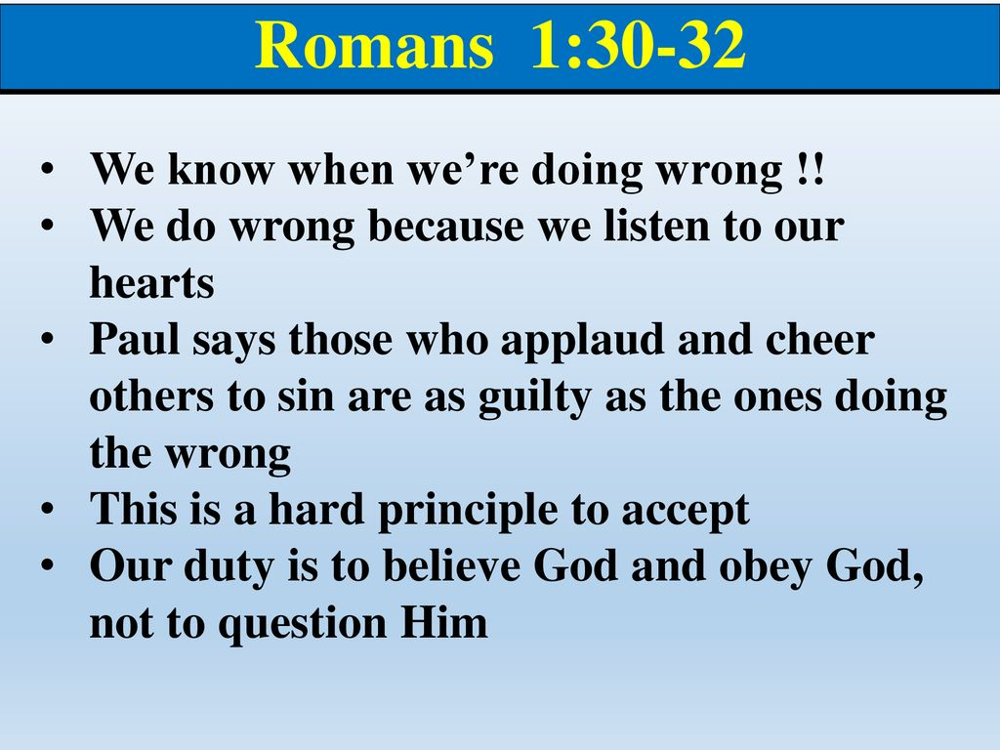 Romans 1:30-32
• We know when we’re doing wrong !!
• We do wrong because we listen to our
hearts
• Paul says those who applaud and cheer
others to sin are as guilty as the ones doing
the wrong
• This is a hard principle to accept
• Our duty is to believe God and obey God,
not to question Him